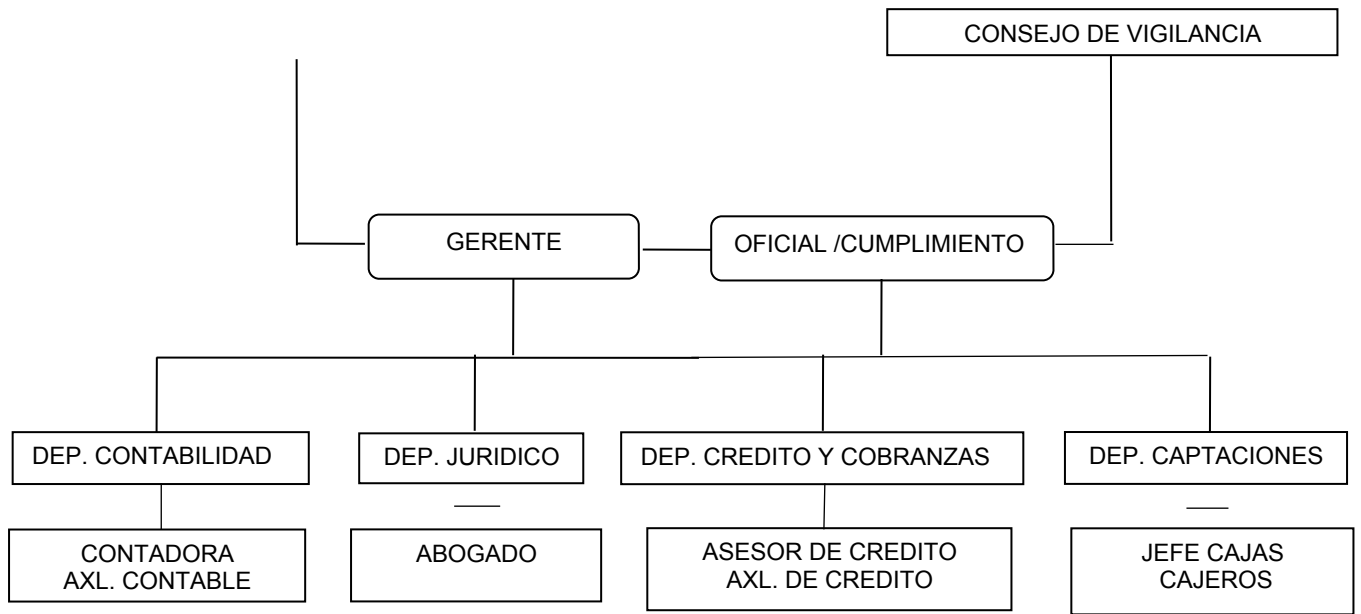 CONSEJO DE VIGILANCIA
GERENTE
OFICIAL /CUMPLIMIENTO
DEP. CONTABILIDAD
DEP. JURIDICO
DEP. CREDITO Y COBRANZAS
DEP. CAPTACIONES
CONTADORA
AXL. CONTABLE
ABOGADO
ASESOR DE CREDITO
AXL. DE CREDITO
JEFE CAJAS
CAJEROS